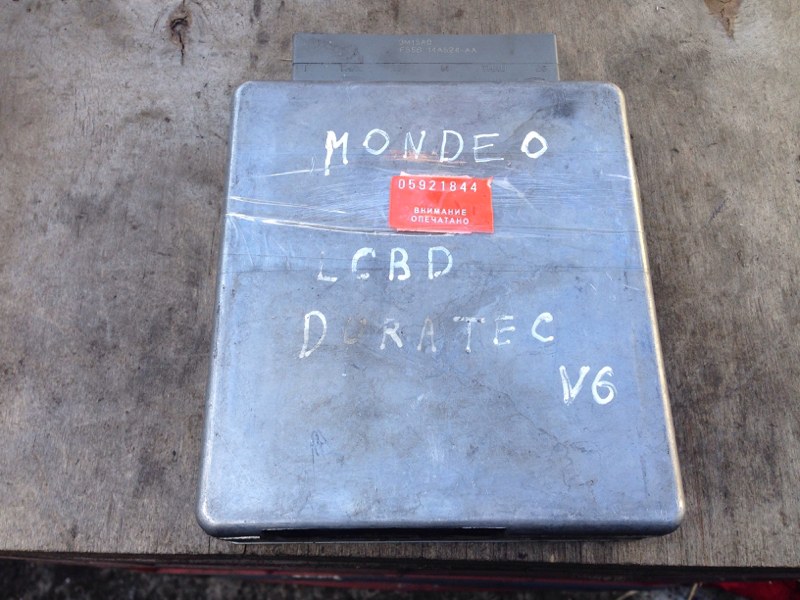 MONDEO
05921844
ВНИМАНИЕ
ОПЕЧАТАНО
LCBD
DURATEC
V6